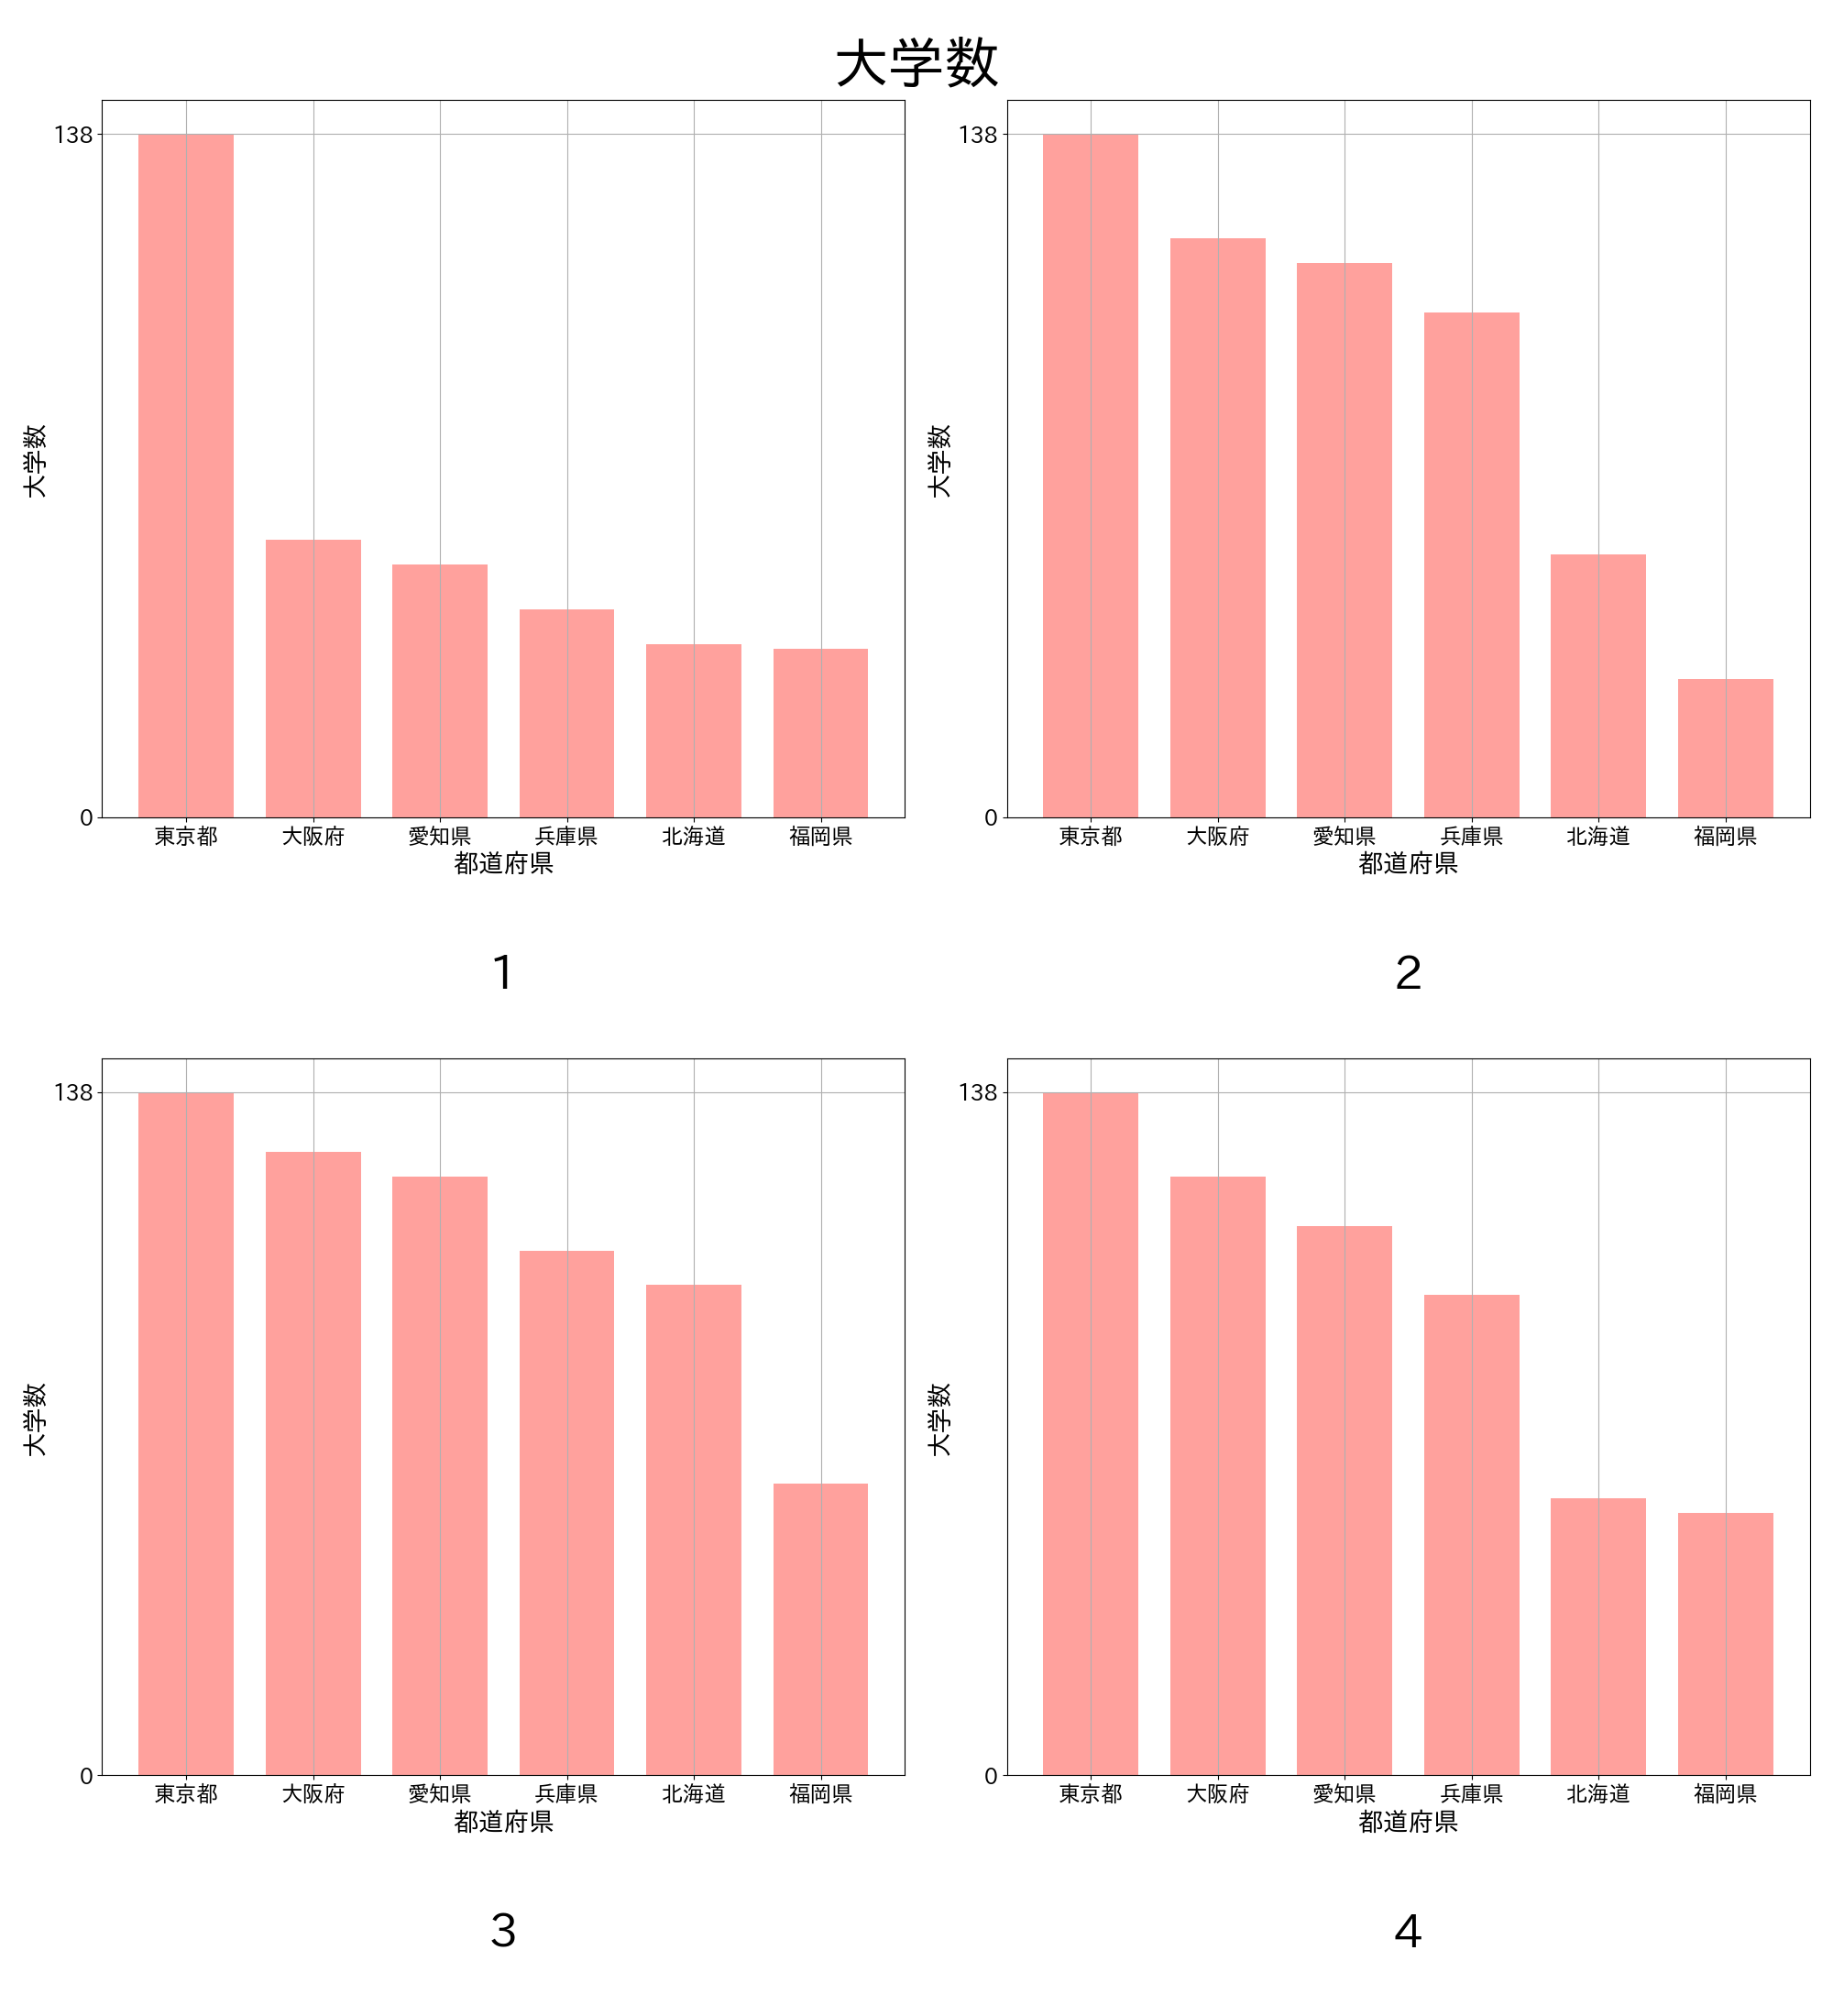 大学数
138
0
大学数
東京都 大阪府 愛知県 兵庫県 北海道 福岡県
都道府県
1
138
0
大学数
東京都 大阪府 愛知県 兵庫県 北海道 福岡県
都道府県
2
138
0
大学数
東京都 大阪府 愛知県 兵庫県 北海道 福岡県
都道府県
3
138
0
大学数
東京都 大阪府 愛知県 兵庫県 北海道 福岡県
都道府県
4